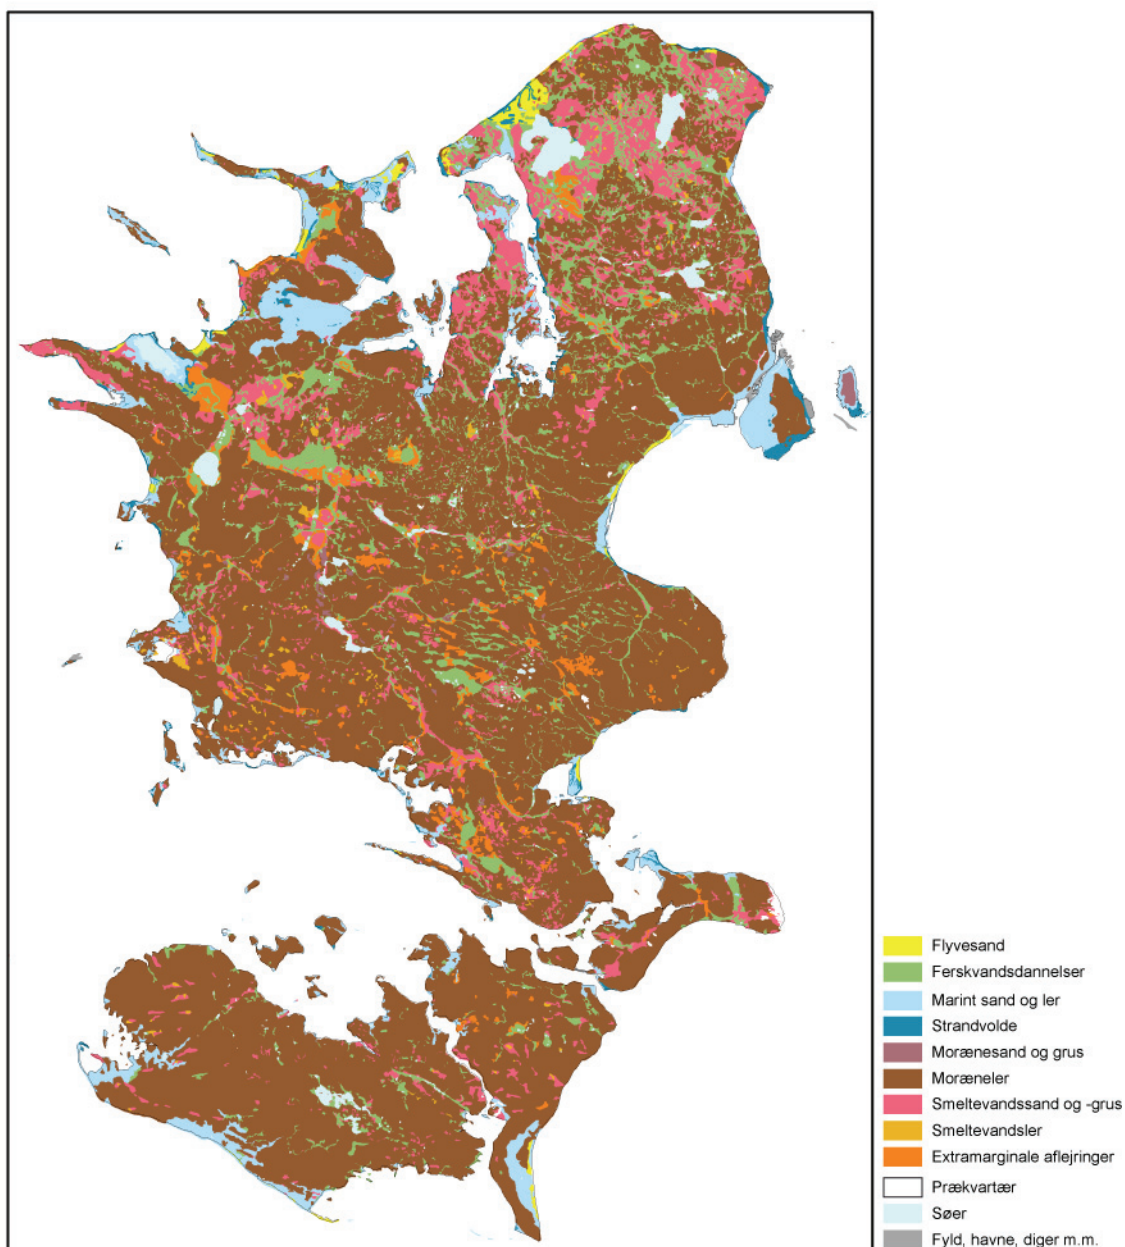 Flyvesand
Ferskvandsdannelser
Marint sand og ler
Strandvolde
Morænesand og grus
Moræneler
Smeltevandssand og -grus
Smeltevandsler
Extramarginale aflejringer
Prækvartær
Søer
Fyld, havne, diger m.m.